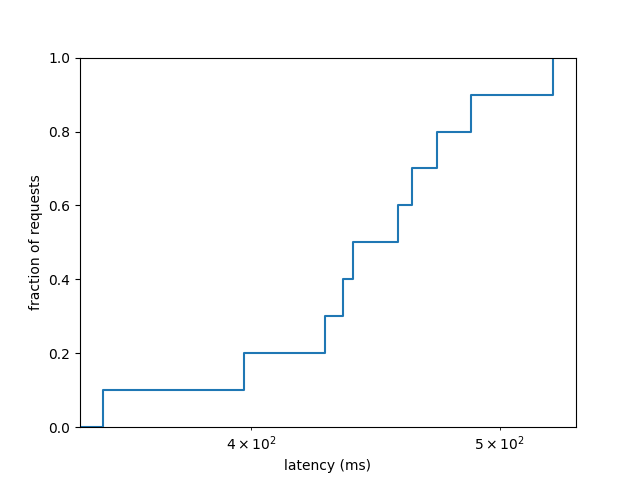 1.0
0.8
0.6
0.4
0.2
0.0
fraction of requests
4 × 10²
5 × 10²
latency (ms)